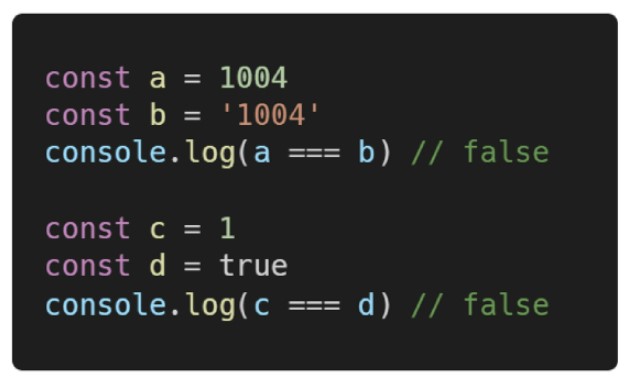 const a = 1004
const b = '1004'
console.log(a === b) // false
const c = 1
const d = true
console.log(c === d) // false